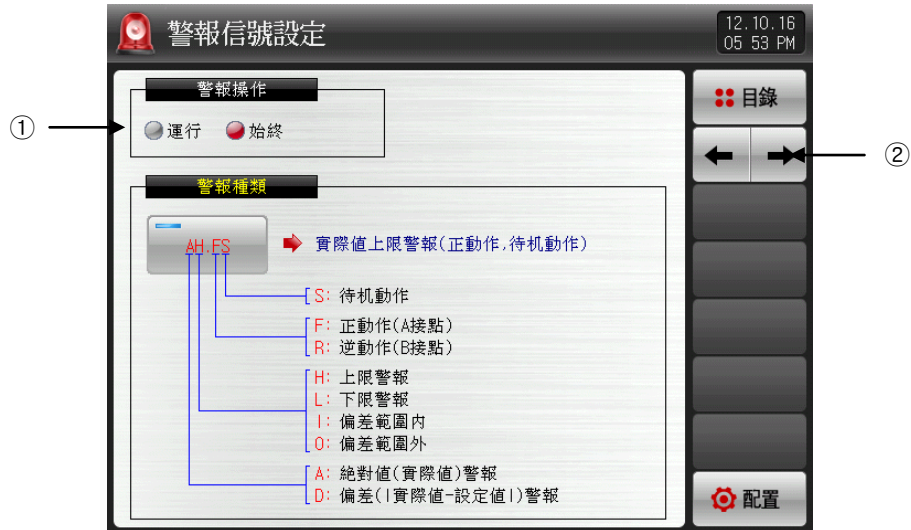 警報信號設定
12.10.16
05 53 PM
警報操作
① 運行 始終
目錄
②
警報種類
AH.FS
實際值上限警報(正動作,待机動作)
S: 待机動作
F: 正動作(A接點)
R: 逆動作(B接點)
H: 上限警報
L: 下限警報
I: 偏差範圍内
O: 偏差範圍外
A: 絶對值(實際值)警報
D: 偏差(|實際值-設定值|)警報
配置